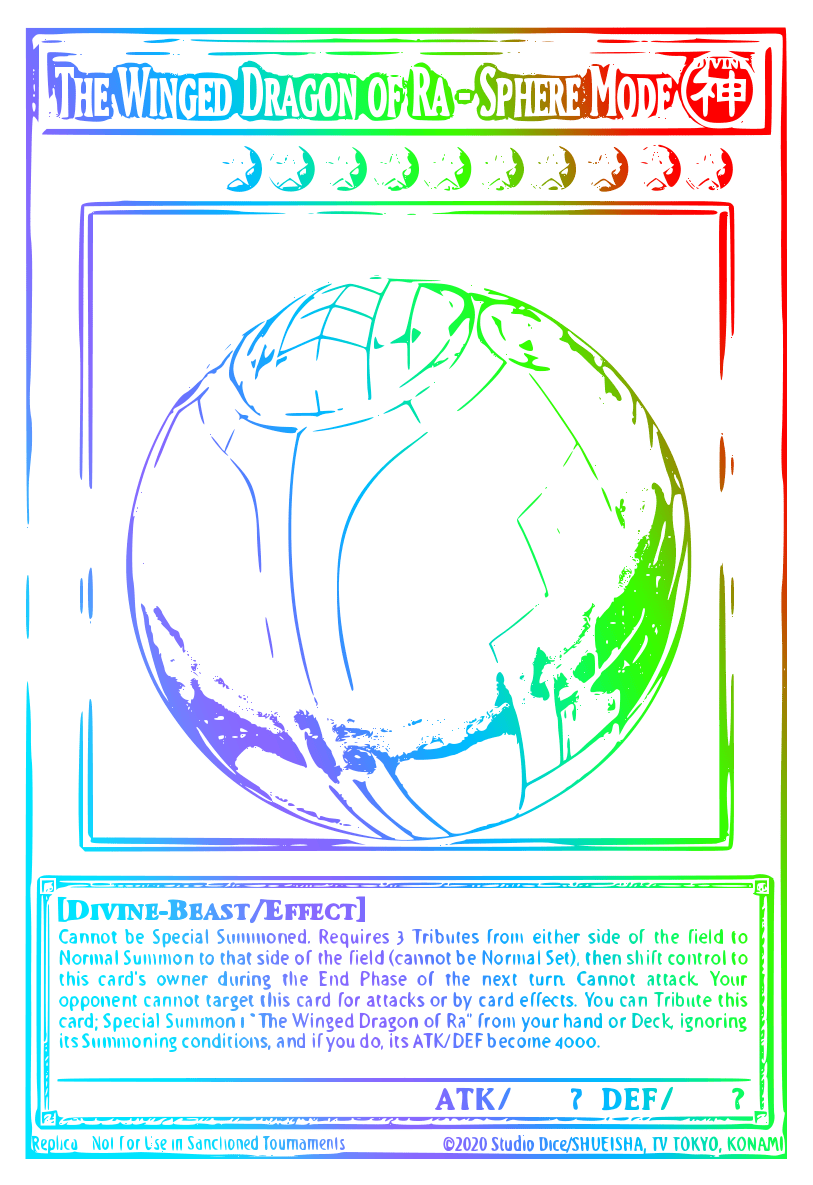 THE WINGED DRAGON OF RA - SPHERE MODE
DIVINE
神
[DIVINE-BEAST/EFFECT]
Cannot be Special Summoned. Requires 3 Tributes from either side of the field to
Normal Summon to that side of the field (cannot be Normal Set), then shift control to
this card's owner during the End Phase of the next turn. Cannot attack. Your
opponent cannot target this card for attacks or by card effects. You can Tribute this
card; Special Summon 1 "The Winged Dragon of Ra" from your hand or Deck, ignoring
its Summoning conditions, and if you do, its ATK/DEF become 4000.
ATK/ ? DEF/ ?
Replica Not For Use in Sanctioned Tournaments
©2020 Studio Dice/SHUEISHA, TV TOKYO, KONAMI